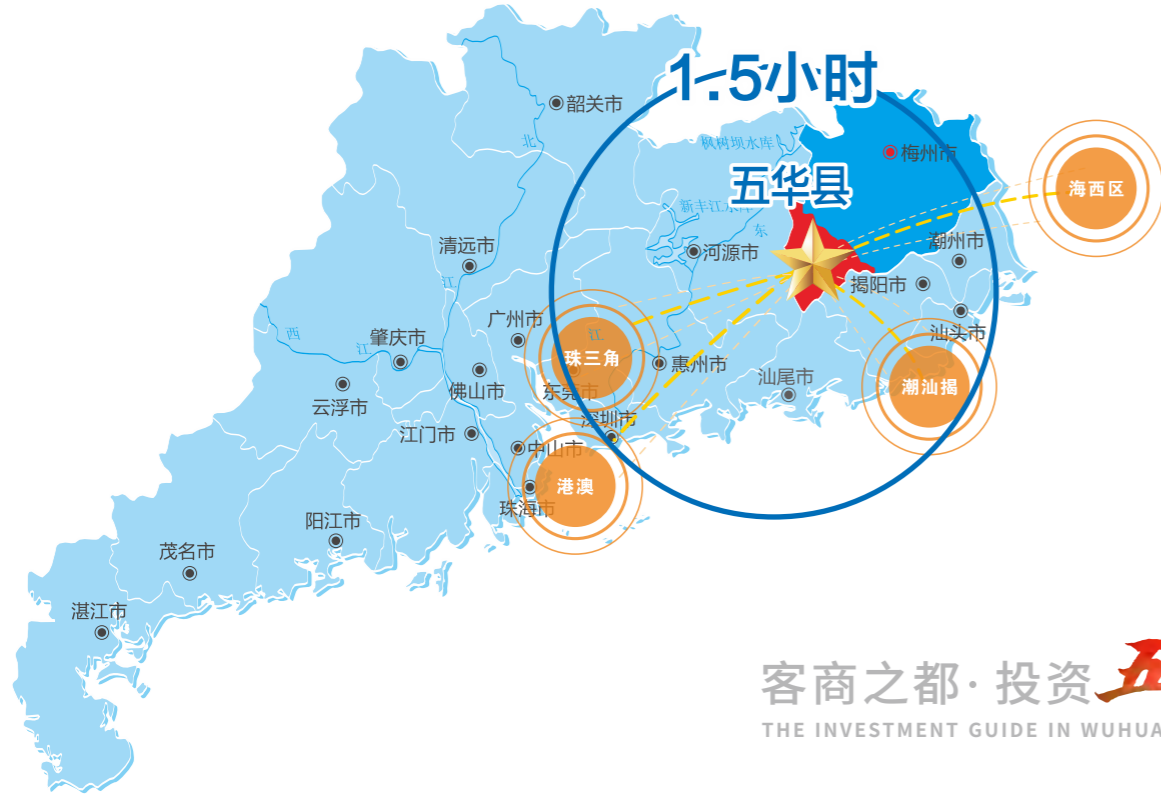 1.5小时
韶关市
北
枫树坝水库
梅州市
五华县
海西区
新丰江水库
东
清远市
河源市
潮州市
江
揭阳市
广州市
西
江
肇庆市
江
珠三角
汕头市
惠州市
汕尾市
潮汕揭
佛山市
东莞市
云浮市
深圳市
江门市
中山市
港澳
珠海市
阳江市
茂名市
湛江市
客商之都·投资五
THE INVESTMENT GUIDE IN WUHUA